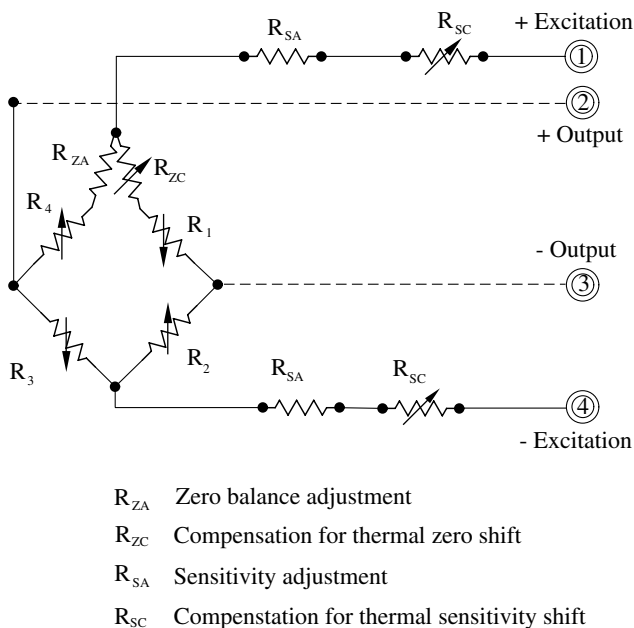 R_SA
R_SC
+ Excitation
1
2
+ Output
R_ZA
R_ZC
R_4
R_1
- Output
3
R_3
R_2
R_SA
R_SC
4
- Excitation
R_ZA Zero balance adjustment
R_ZC Compensation for thermal zero shift
R_SA Sensitivity adjustment
R_SC Compenstation for thermal sensitivity shift